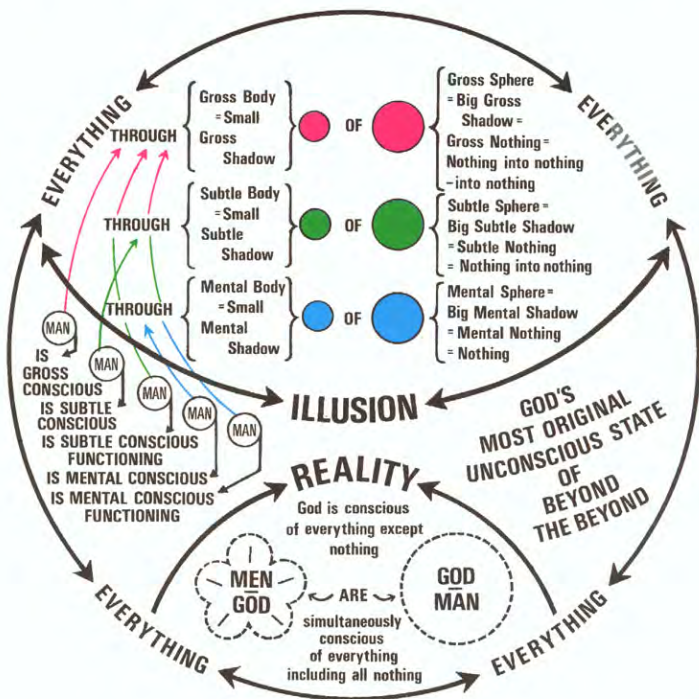 EVERYTHING
EVERYTHING
THROUGH
Gross Body
= Small
Gross
Shadow
OF
Gross Sphere
= Big Gross
Shadow =
Gross Nothing =
Nothing into nothing
–into nothing
THROUGH
Subtle Body
= Small
Subtle
Shadow
OF
Subtle Sphere =
Big Subtle Shadow
= Subtle Nothing
= Nothing into nothing
THROUGH
Mental Body
= Small
Mental
Shadow
OF
Mental Sphere =
Big Mental Shadow
= Mental Nothing
= Nothing
MAN
IS
GROSS
CONSCIOUS
MAN
IS SUBTLE
CONSCIOUS
MAN
IS SUBTLE CONSCIOUS
FUNCTIONING
MAN
IS MENTAL CONSCIOUS
MAN
IS MENTAL CONSCIOUS
FUNCTIONING
ILLUSION
GOD'S
MOST ORIGINAL
UNCONSCIOUS STATE
OF
BEYOND
THE BEYOND
REALITY
God is conscious
of everything except
nothing
MEN
GOD
ARE
GOD
MAN
simultaneously
conscious
of everything
including all nothing
EVERYTHING
EVERYTHING